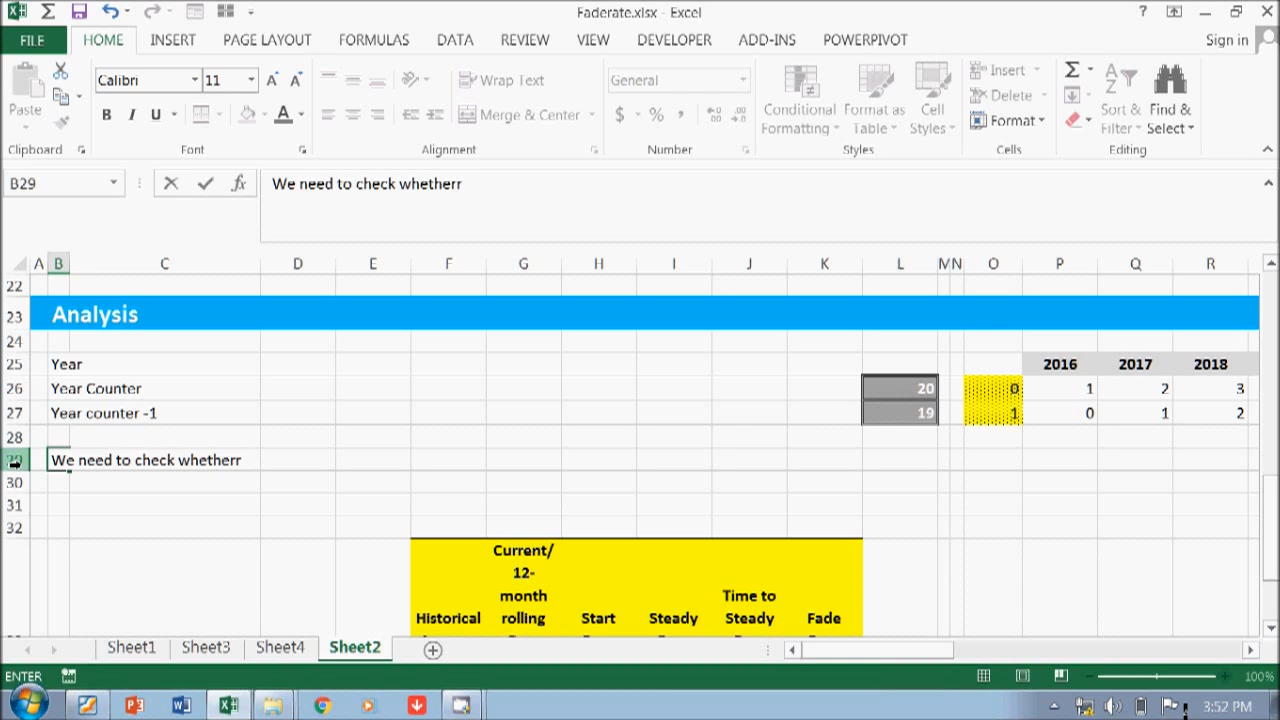 Faderate.xlsx - Excel
FILE HOME INSERT PAGE LAYOUT FORMULAS DATA REVIEW VIEW DEVELOPER ADD-INS POWERPIVOT Sign in
Paste
Calibri 11
B I U A
Wrap Text
Merge & Center
General
$ % ,
Conditional Formatting
Format as Table
Cell Styles
Insert
Delete
Format
Sort & Filter
Find & Select
Clipboard Font Alignment Number Styles Cells Editing
B29 fx We need to check whetherr
A B C D E F G H I J K L M N O P Q R
22
23 Analysis
24
25 Year 2016 2017 2018
26 Year Counter 20 0 1 2 3
27 Year counter -1 19 1 0 1 2
28
29 We need to check whetherr
30
31
32
Current/
12-
month
rolling
Historical
Start
Steady
Time to
Steady
Fade
Sheet1 Sheet3 Sheet4 Sheet2
ENTER 100%
3:52 PM